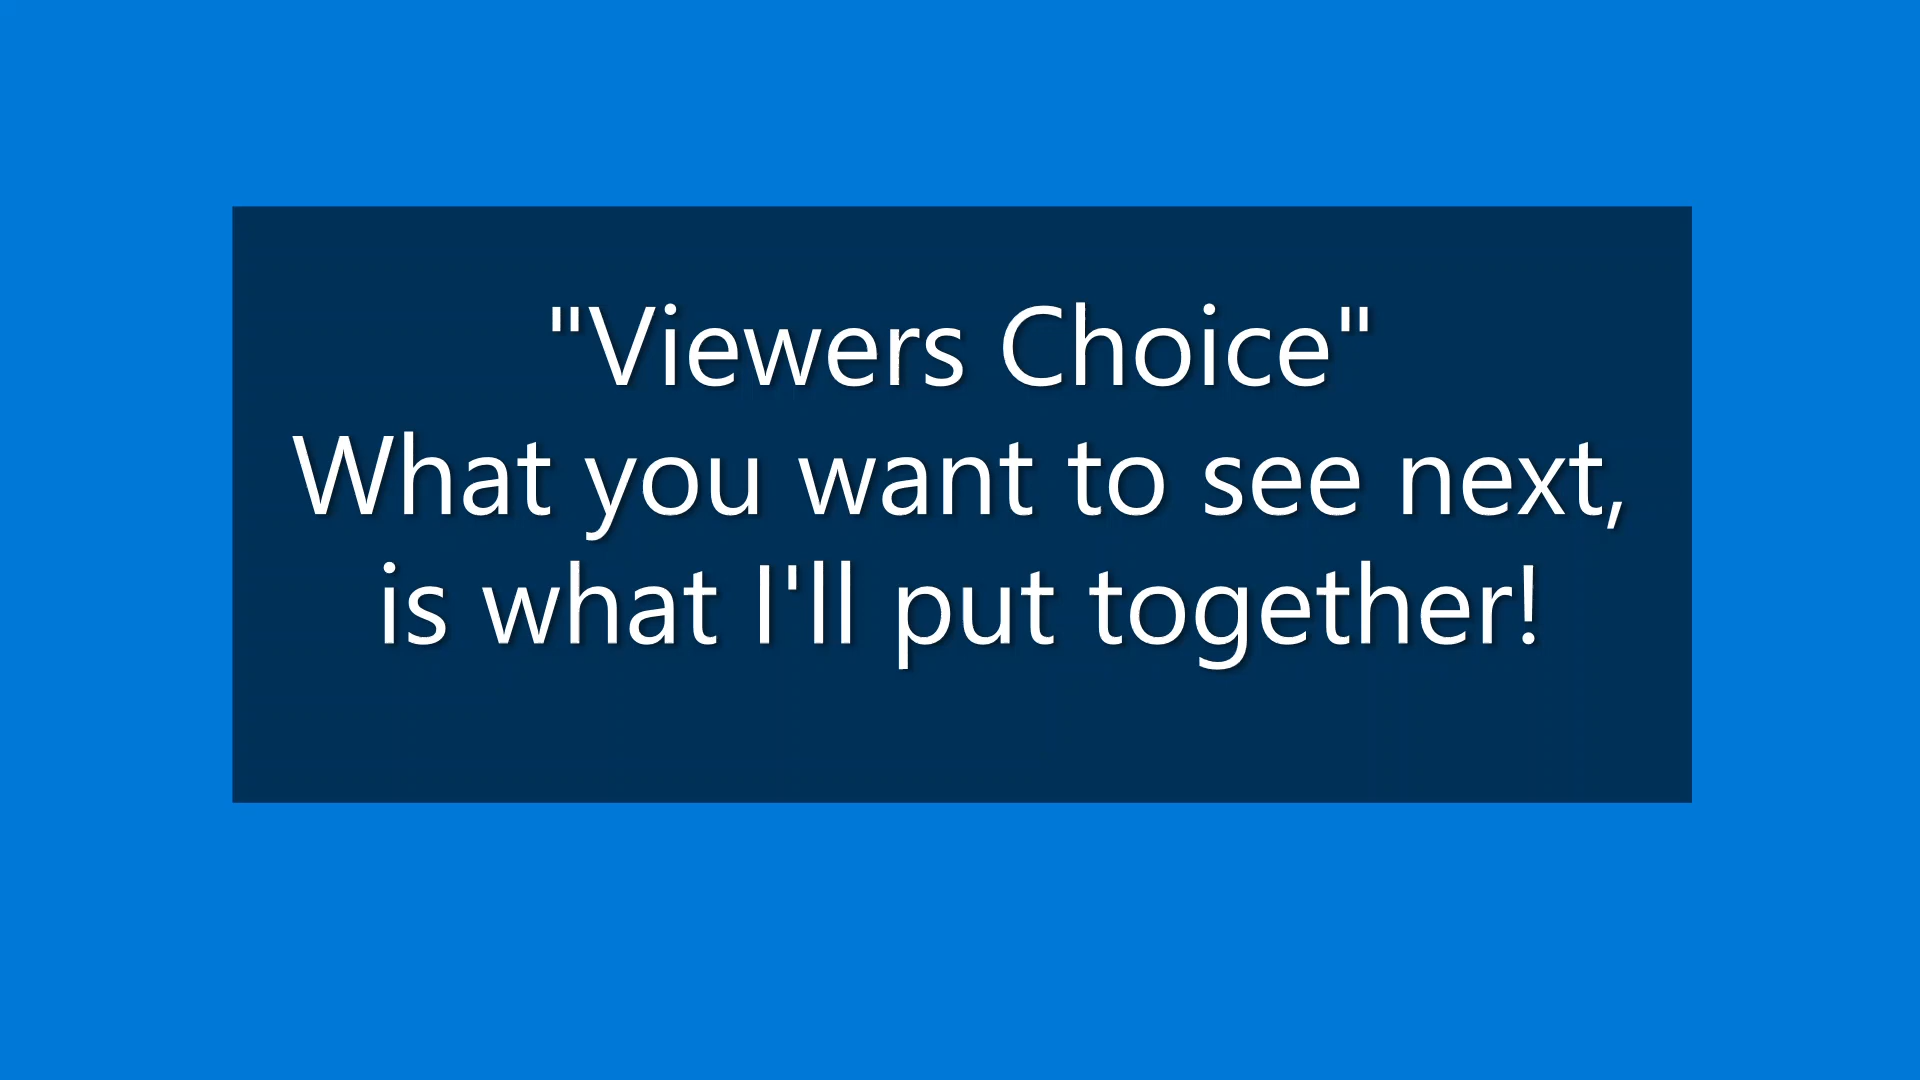 "Viewers Choice"
What you want to see next,
is what I'll put together!